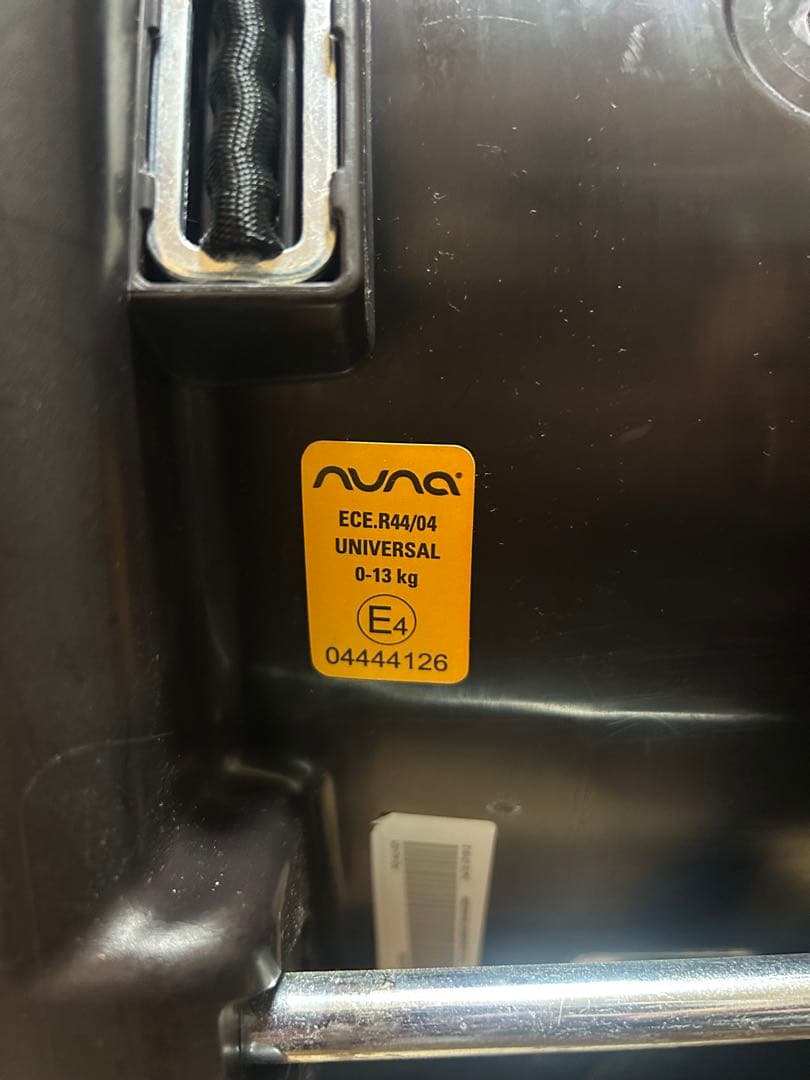 nuna
ECE.R44/04
UNIVERSAL
0-13 kg
E4
04444126